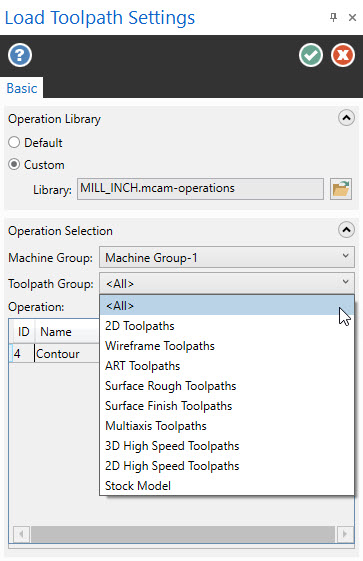 Load Toolpath Settings
?
Basic
Operation Library
Default
Custom
Library: MILL_INCH.mcam-operations
Operation Selection
Machine Group: Machine Group-1
Toolpath Group: <All>
Operation:
<All>
ID Name
2D Toolpaths
Wireframe Toolpaths
4 Contour
ART Toolpaths
Surface Rough Toolpaths
Surface Finish Toolpaths
Multiaxis Toolpaths
3D High Speed Toolpaths
2D High Speed Toolpaths
Stock Model